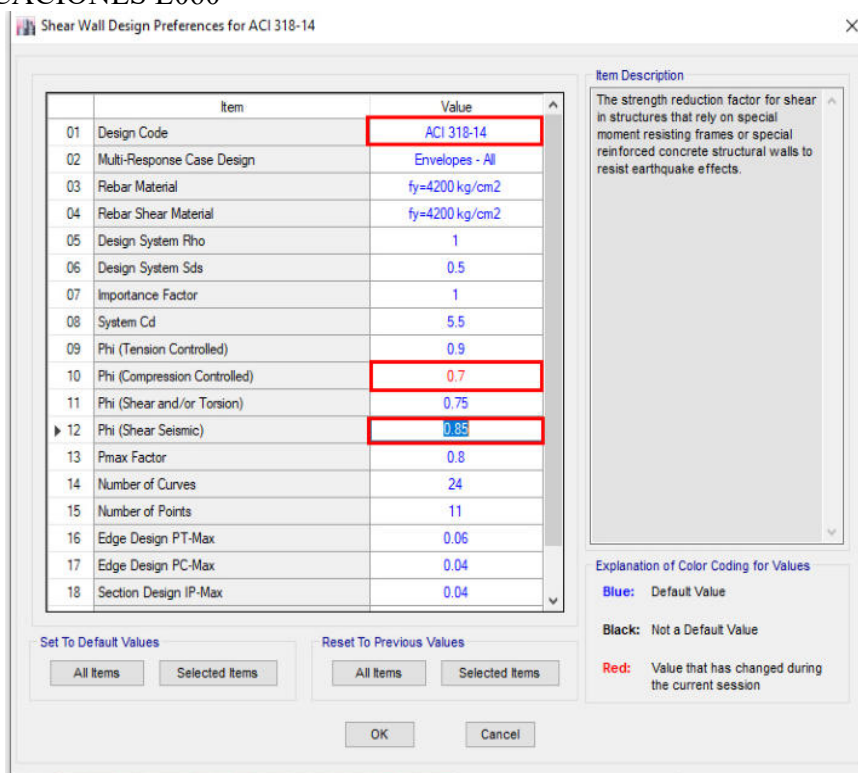 CACIONES E060
Shear Wall Design Preferences for ACI 318-14
Item Value
01 Design Code ACI 318-14
02 Multi-Response Case Design Envelopes - All
03 Rebar Material fy=4200 kg/cm2
04 Rebar Shear Material fy=4200 kg/cm2
05 Design System Rho 1
06 Design System Sds 0.5
07 Importance Factor 1
08 System Cd 5.5
09 Phi (Tension Controlled) 0.9
10 Phi (Compression Controlled) 0.7
11 Phi (Shear and/or Torsion) 0.75
12 Phi (Shear Seismic) 0.85
13 Pmax Factor 0.8
14 Number of Curves 24
15 Number of Points 11
16 Edge Design PT-Max 0.06
17 Edge Design PC-Max 0.04
18 Section Design IP-Max 0.04
Item Description
The strength reduction factor for shear
in structures that rely on special
moment resisting frames or special
reinforced concrete structural walls to
resist earthquake effects.
Explanation of Color Coding for Values
Blue: Default Value
Black: Not a Default Value
Red: Value that has changed during
the current session
Set To Default Values
All Items Selected Items
Reset To Previous Values
All Items Selected Items
OK Cancel